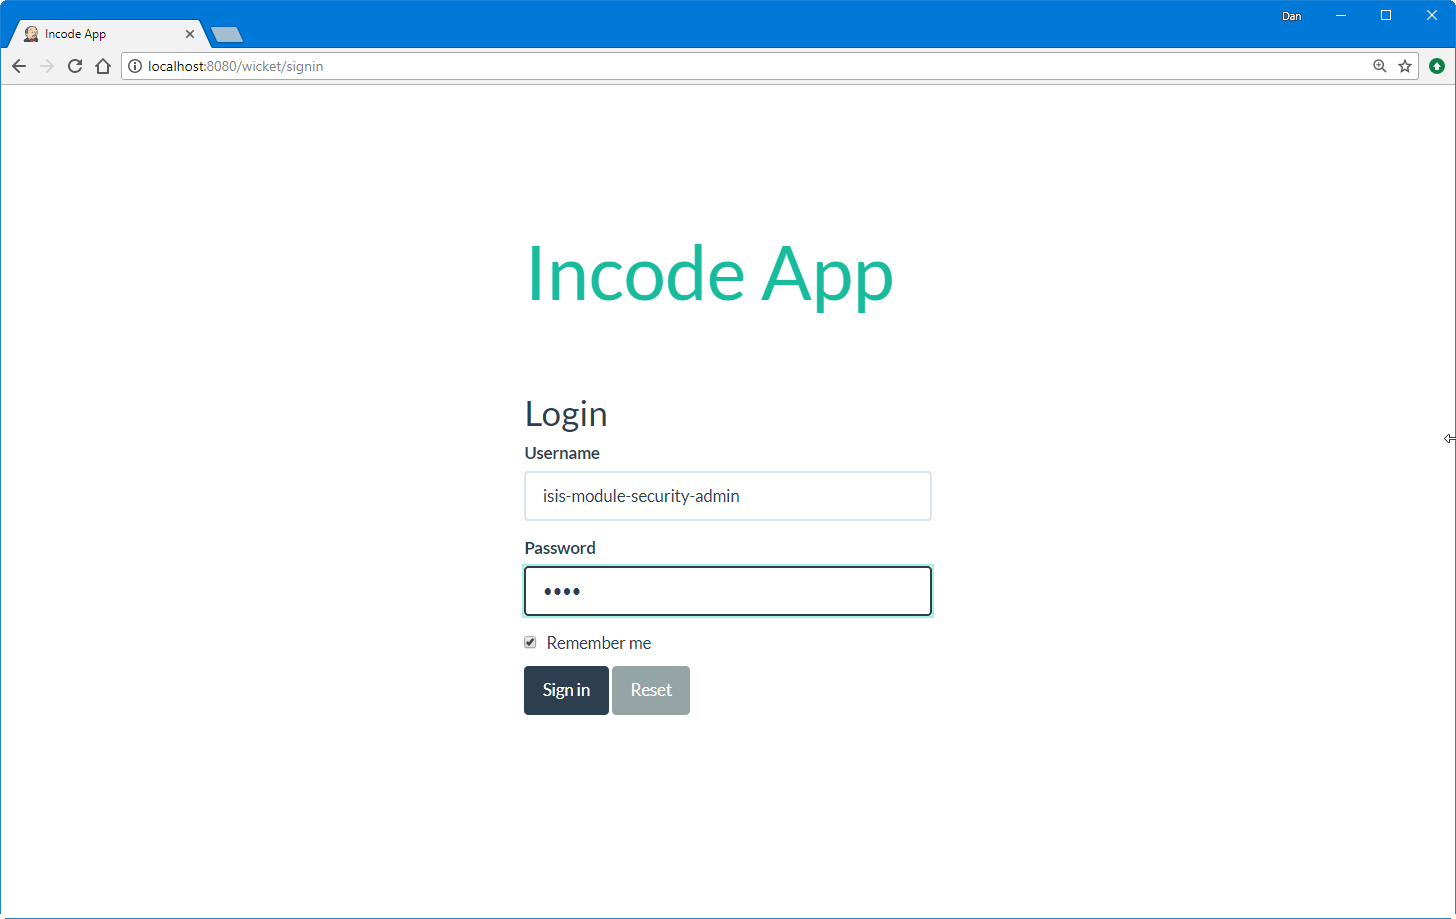 Dan
Incode App
localhost:8080/wicket/signin
Incode App
Login
Username
isis-module-security-admin
Password
••••
Remember me
Sign in Reset